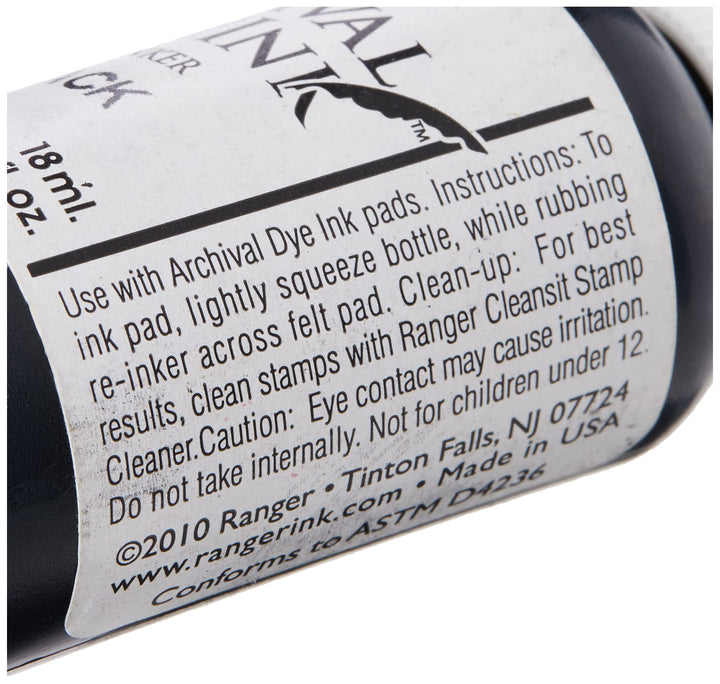 INK
18 ml.
oz.
™
Use with Archival Dye Ink pads. Instructions: To
ink pad, lightly squeeze bottle, while rubbing
re-inker across felt pad. Clean-up: For best
results, clean stamps with Ranger Cleansit Stamp
Cleaner.Caution: Eye contact may cause irritation.
Do not take internally. Not for children under 12.
©2010 Ranger • Tinton Falls, NJ 07724
www.rangerink.com • Made in USA
Conforms to ASTM D4236